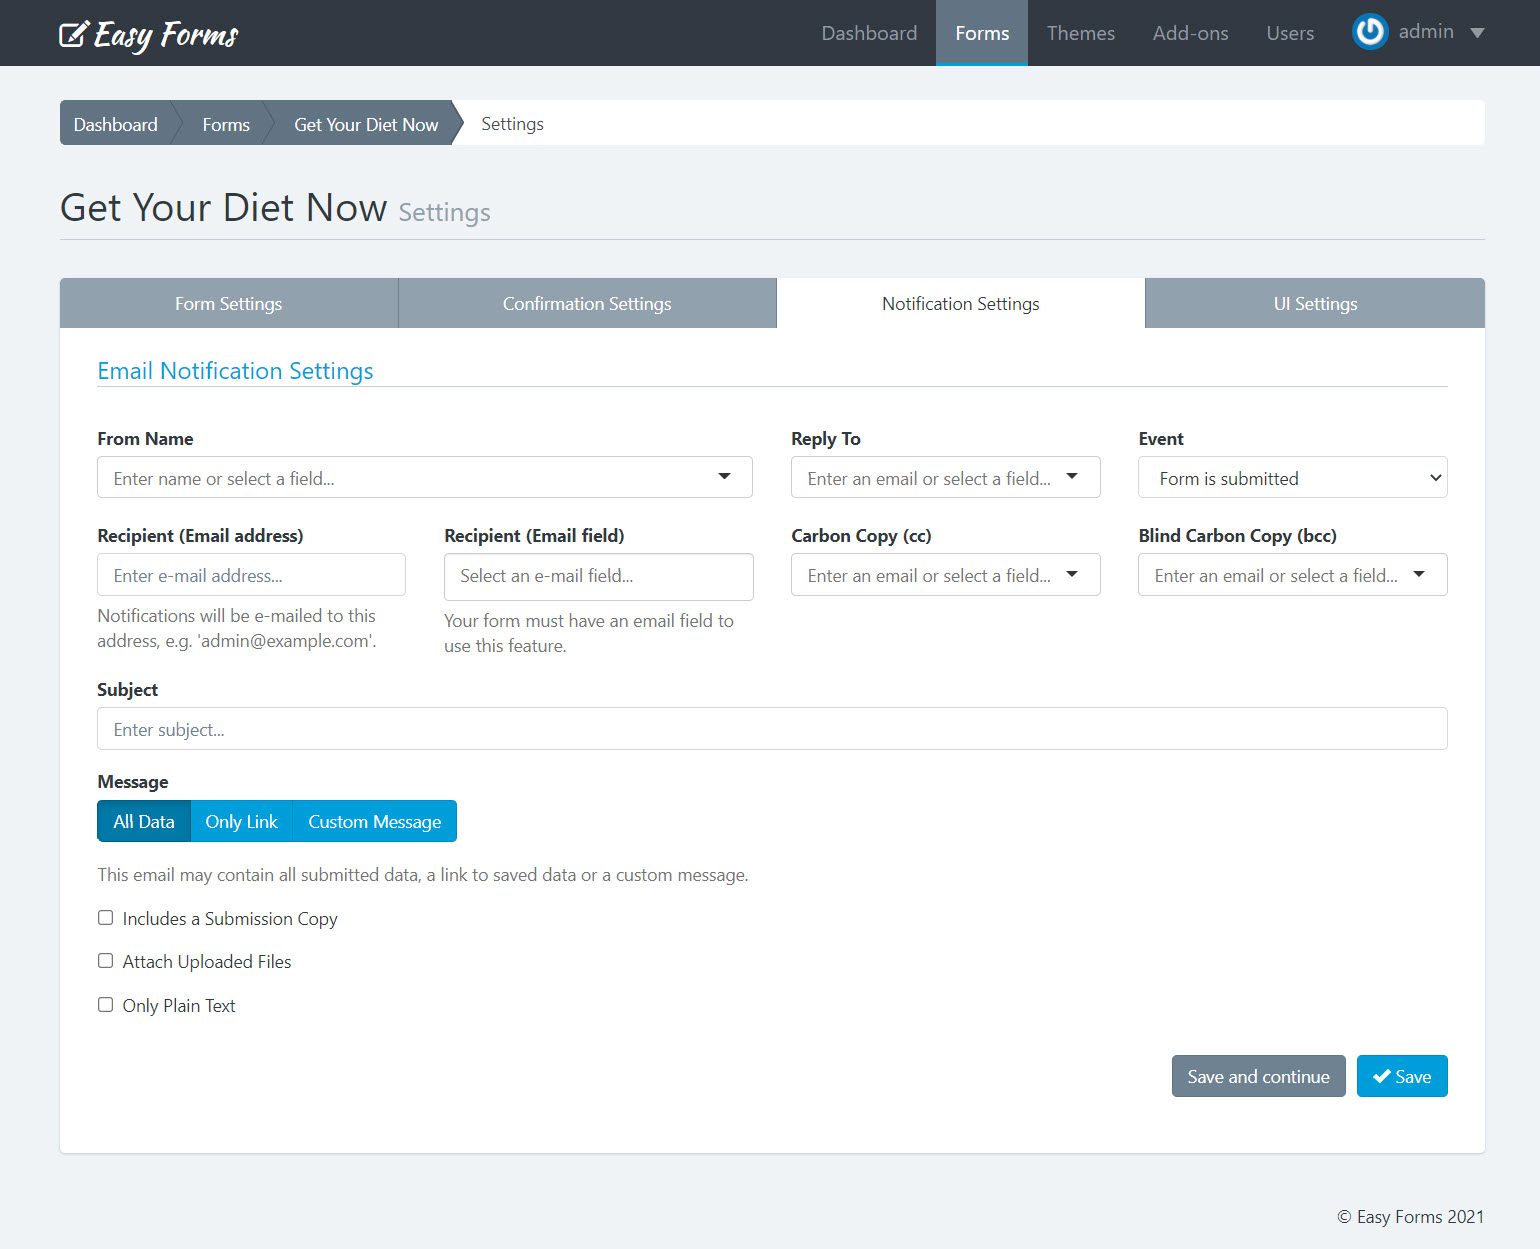 Easy Forms
Dashboard Forms Themes Add-ons Users admin
Dashboard Forms Get Your Diet Now Settings
Get Your Diet Now Settings
Form Settings Confirmation Settings Notification Settings UI Settings
Email Notification Settings
From Name Reply To Event
Enter name or select a field... Enter an email or select a field... Form is submitted
Recipient (Email address) Recipient (Email field) Carbon Copy (cc) Blind Carbon Copy (bcc)
Enter e-mail address... Select an e-mail field... Enter an email or select a field... Enter an email or select a field...
Notifications will be e-mailed to this
address, e.g. 'admin@example.com'.
Your form must have an email field to
use this feature.
Subject
Enter subject...
Message
All Data Only Link Custom Message
This email may contain all submitted data, a link to saved data or a custom message.
Includes a Submission Copy
Attach Uploaded Files
Only Plain Text
Save and continue Save
© Easy Forms 2021